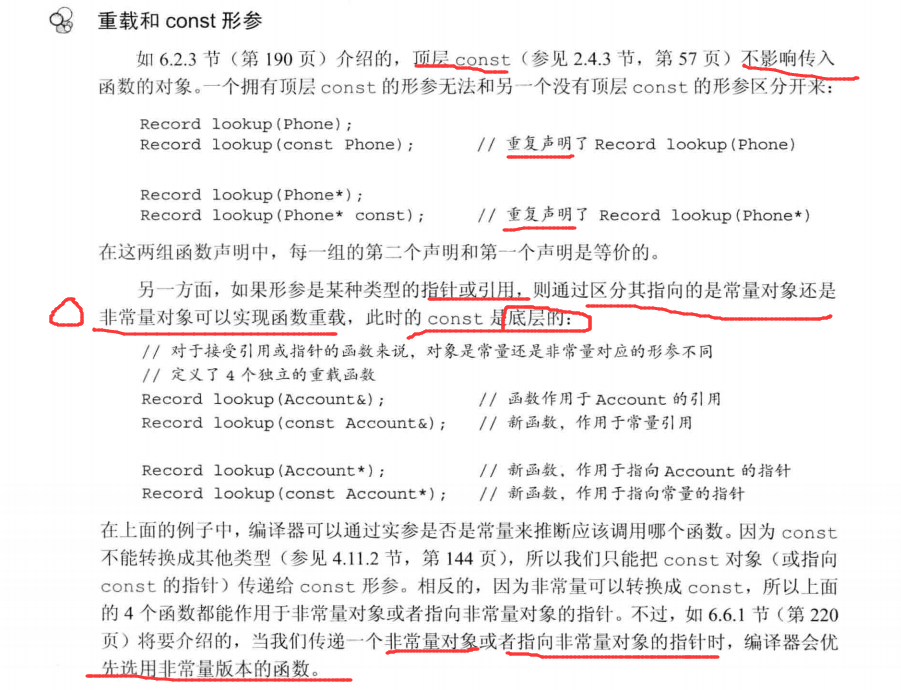 重载和 const 形参
如 6.2.3 节（第 190 页）介绍的，顶层 const（参见 2.4.3 节，第 57 页）不影响传入
函数的对象。一个拥有顶层 const 的形参无法和另一个没有顶层 const 的形参区分开来：
Record lookup(Phone);
Record lookup(const Phone); // 重复声明了 Record lookup(Phone)
Record lookup(Phone*);
Record lookup(Phone* const); // 重复声明了 Record lookup(Phone*)
在这两组函数声明中，每一组的第二个声明和第一个声明是等价的。
另一方面，如果形参是某种类型的指针或引用，则通过区分其指向的是常量对象还是
非常量对象可以实现函数重载，此时的 const 是底层的：
// 对于接受引用或指针的函数来说，对象是常量还是非常量对应的形参不同
// 定义了 4 个独立的重载函数
Record lookup(Account&); // 函数作用于 Account 的引用
Record lookup(const Account&); // 新函数，作用于常量引用
Record lookup(Account*); // 新函数，作用于指向 Account 的指针
Record lookup(const Account*); // 新函数，作用于指向常量的指针
在上面的例子中，编译器可以通过实参是否是常量来推断应该调用哪个函数。因为 const
不能转换成其他类型（参见 4.11.2 节，第 144 页），所以我们只能把 const 对象（或指向
const 的指针）传递给 const 形参。相反的，因为非常量可以转换成 const，所以上面
的 4 个函数都能作用于非常量对象或者指向非常量对象的指针。不过，如 6.6.1 节（第 220
页）将要介绍的，当我们传递一个非常量对象或者指向非常量对象的指针时，编译器会优
先选用非常量版本的函数。